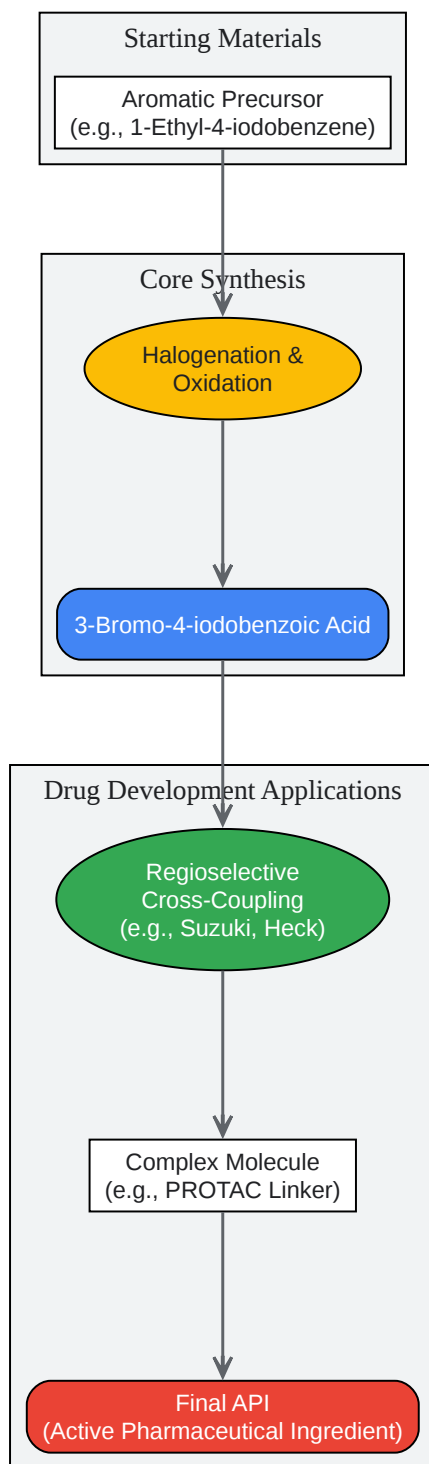 Starting Materials
Aromatic Precursor
(e.g., 1-Ethyl-4-iodobenzene)
Core Synthesis
Halogenation &
Oxidation
3-Bromo-4-iodobenzoic Acid
Drug Development Applications
Regioselective
Cross-Coupling
(e.g., Suzuki, Heck)
Complex Molecule
(e.g., PROTAC Linker)
Final API
(Active Pharmaceutical Ingredient)